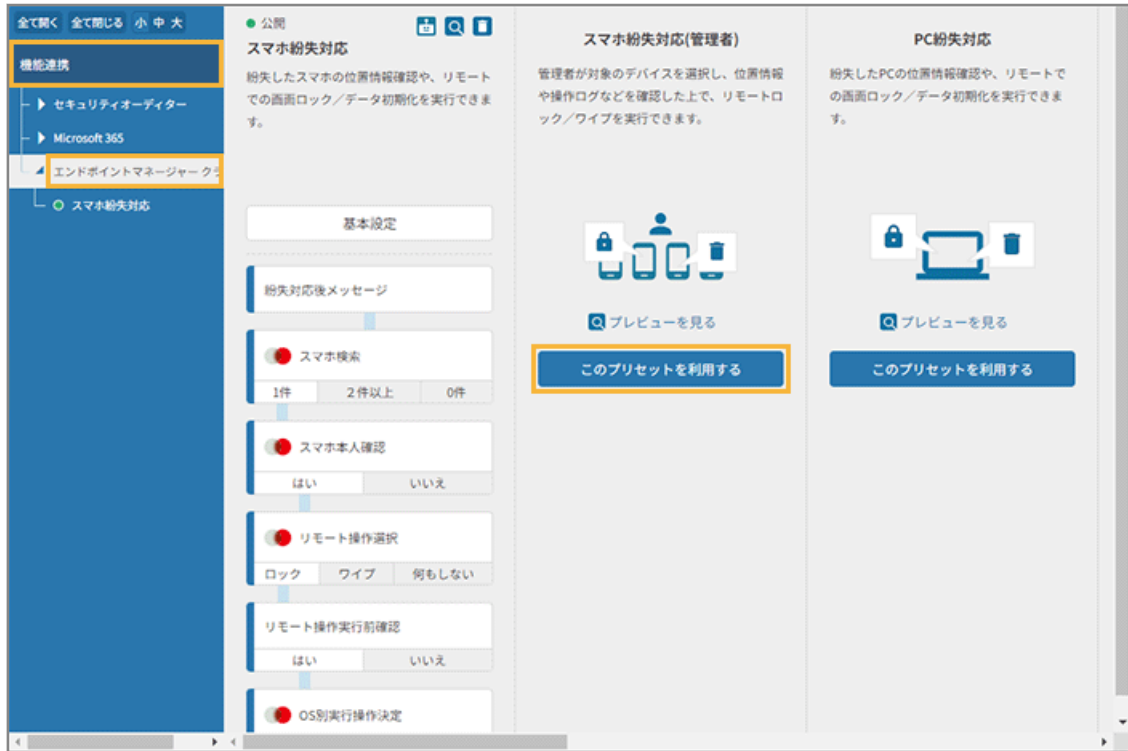 全て開く 全て閉じる 小 中 大
機能連携
セキュリティオーディター
Microsoft 365
エンドポイントマネージャー クラ
スマホ紛失対応
公開
スマホ紛失対応
紛失したスマホの位置情報確認や、リモート
での画面ロック／データ初期化を実行できま
す。
基本設定
紛失対応後メッセージ
スマホ検索
1件 2件以上 0件
スマホ本人確認
はい いいえ
リモート操作選択
ロック ワイプ 何もしない
リモート操作実行前確認
はい いいえ
OS別実行操作決定
スマホ紛失対応(管理者)
管理者が対象のデバイスを選択し、位置情報
や操作ログなどを確認した上で、リモートロ
ック／ワイプを実行できます。
プレビューを見る
このプリセットを利用する
PC紛失対応
紛失したPCの位置情報確認や、リモートで
の画面ロック／データ初期化を実行できま
す。
プレビューを見る
このプリセットを利用する